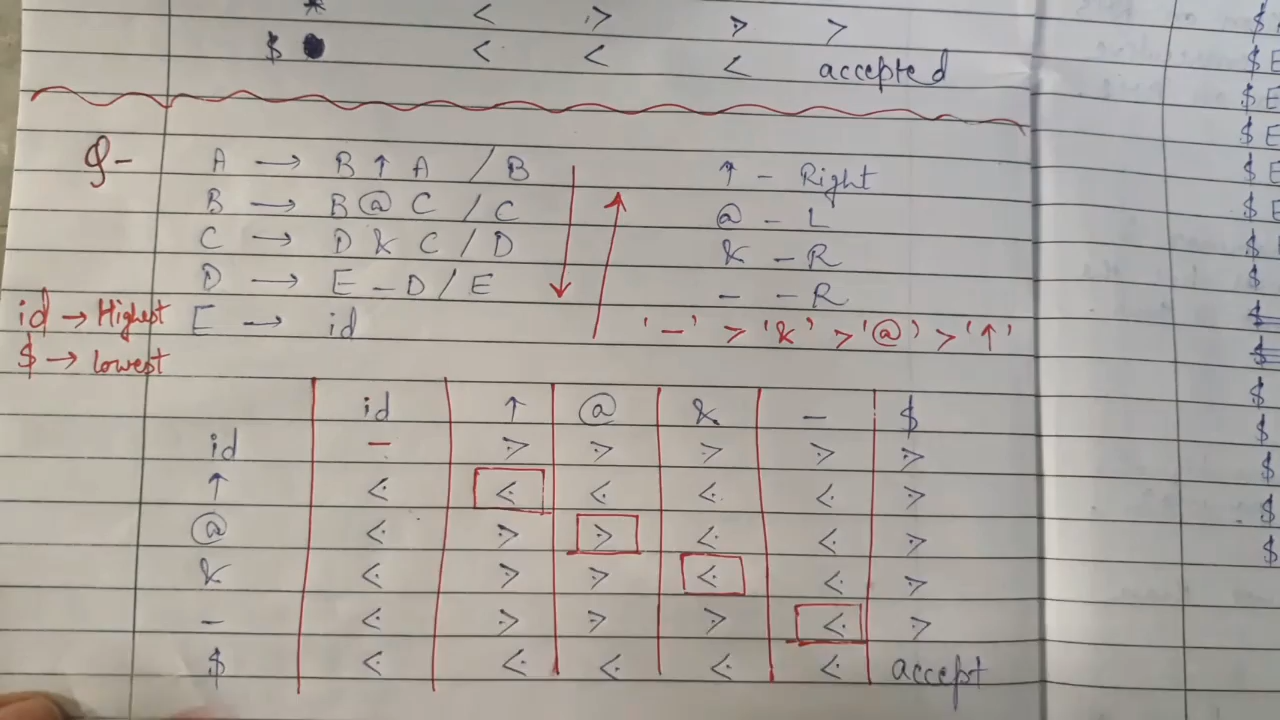 * < ⋗ ⋗ >
$ < < < accepted
Q- A → B ↑ A / B ↑ - Right
B → B @ C / C @ - L
C → D & C / D & - R
D → E - D / E - - R
id → Highest E → id '-' > '&' > '@' > '↑'
$ → lowest
id ↑ @ & - $
id - ⋗ ⋗ ⋗ ⋗ ⋗
↑ ⋖ ⋖ ⋖ ⋖ ⋖ ⋗
@ ⋖ ⋗ ⋗ ⋖ ⋖ ⋗
& ⋖ ⋗ ⋗ ⋖ ⋖ ⋗
- ⋖ ⋗ ⋗ ⋗ ⋖ ⋗
$ ⋖ ⋖ ⋖ ⋖ ⋖ accept
$
$ E
$ E
$ E
$ E
$ E
$
$
$
$
$
$
$
$
$